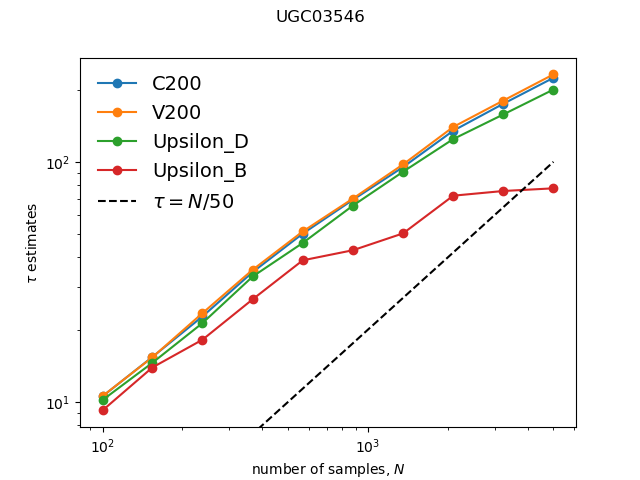 UGC03546
C200
V200
Upsilon_D
Upsilon_B
τ = N/50
10²
10¹
τ estimates
10² 10³
number of samples, N